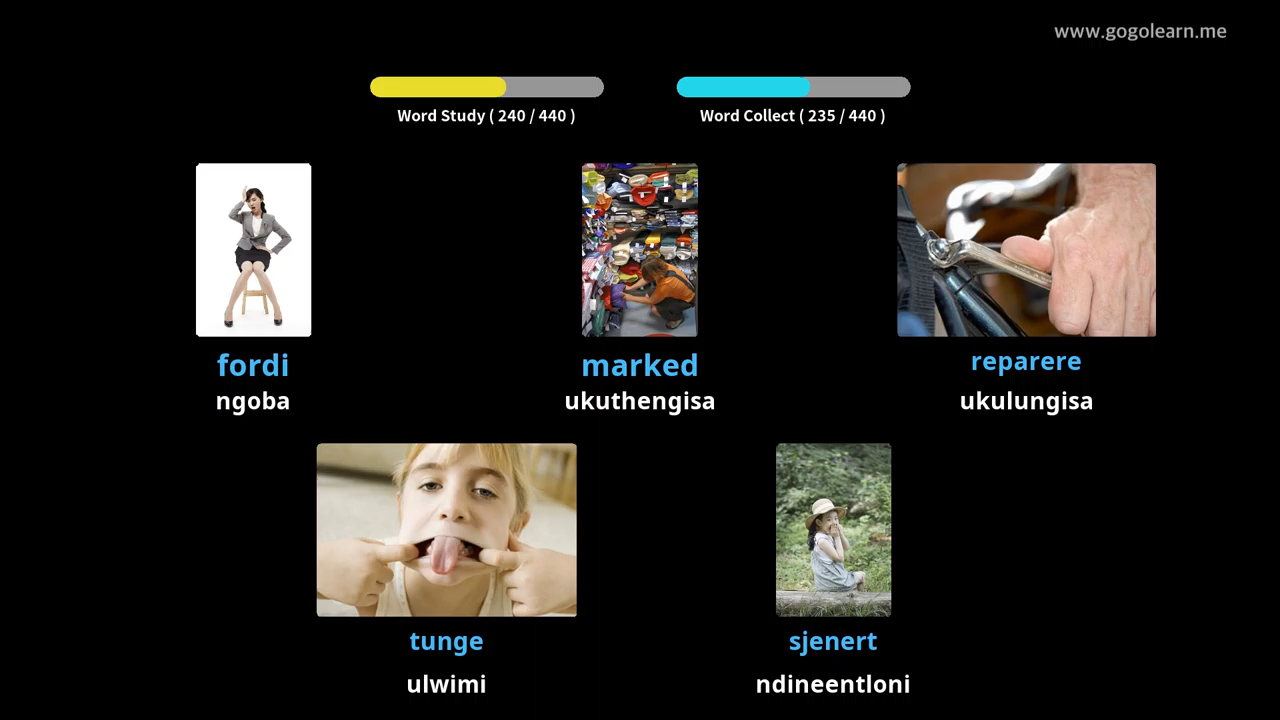 www.gogolearn.me
Word Study ( 240 / 440 )
Word Collect ( 235 / 440 )
fordi
ngoba
marked
ukuthengisa
reparere
ukulungisa
tunge
ulwimi
sjenert
ndineentloni